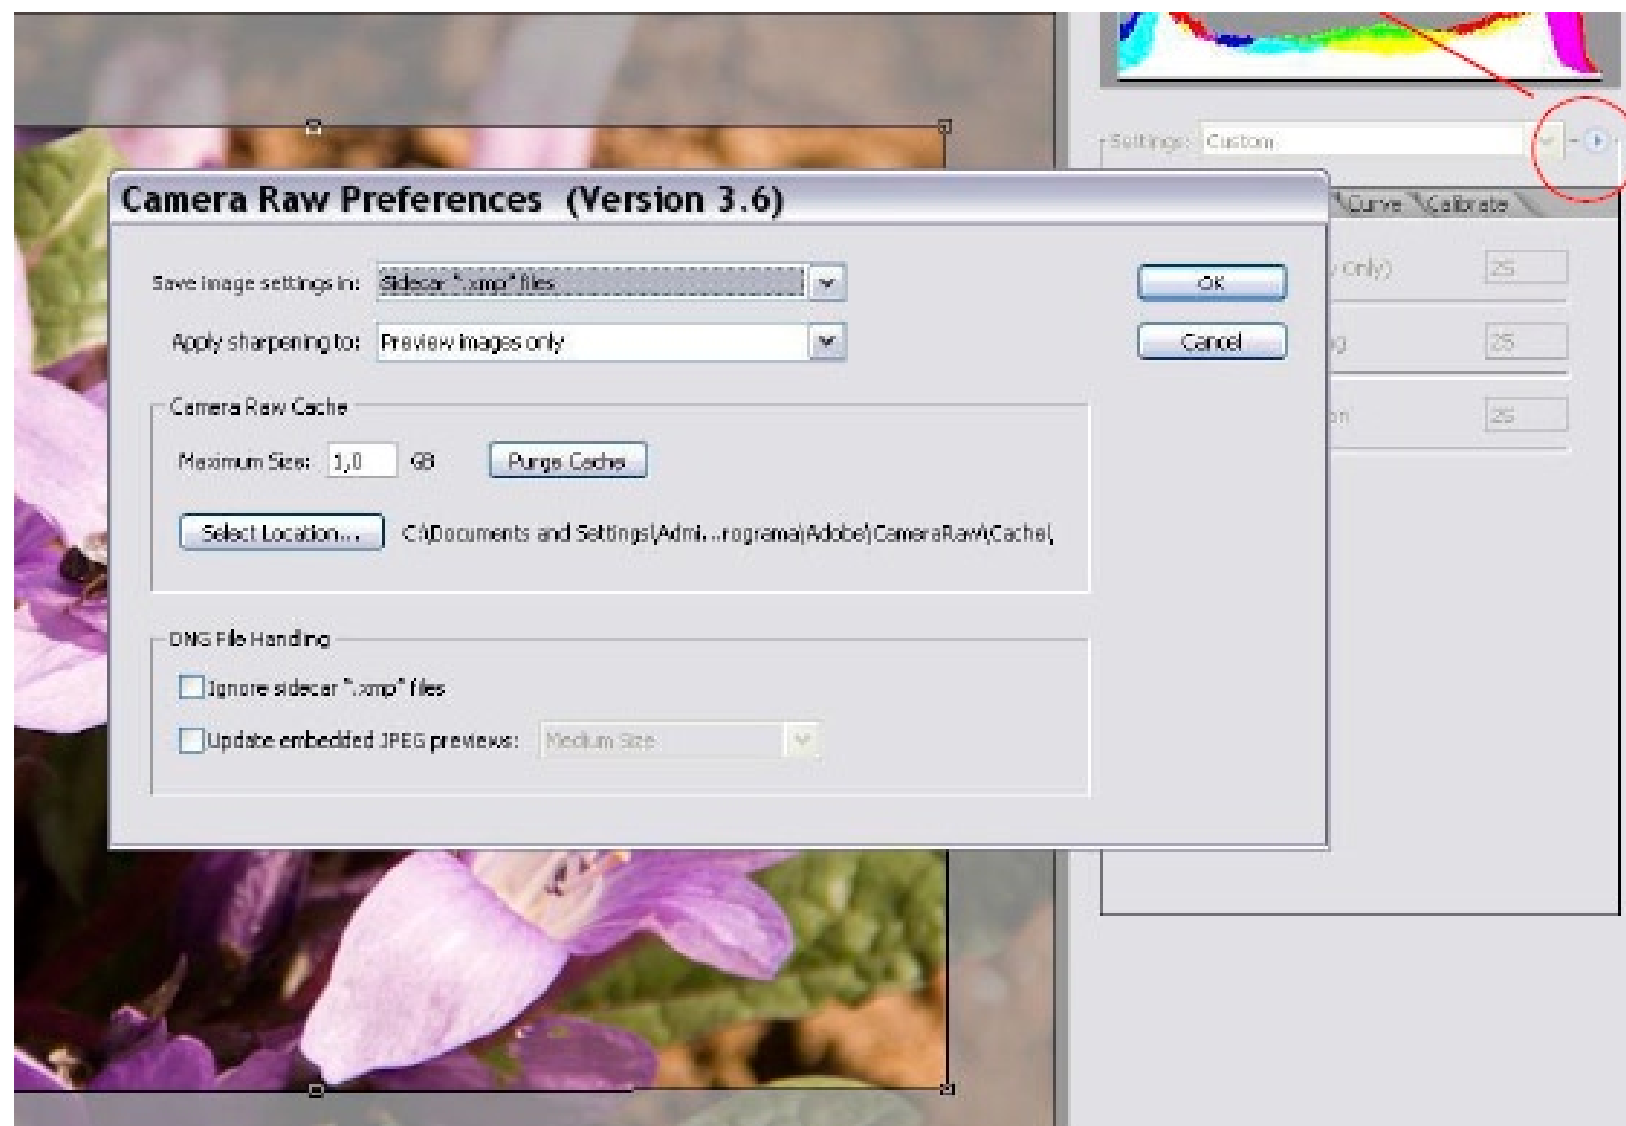 Settings: Custom
Camera Raw Preferences (Version 3.6)
Curve Calibrate
Save image settings in: Sidecar ".xmp" files
OK
only) 25
Apply sharpening to: Preview images only
Cancel
25
Camera Raw Cache
25
Maximum Size: 1,0 GB Purge Cache
Select Location... C:\Documents and Settings\Admi...rograma\Adobe\CameraRaw\Cache\
DNG File Handling
Ignore sidecar ".xmp" files
Update embedded JPEG previews: Medium Size